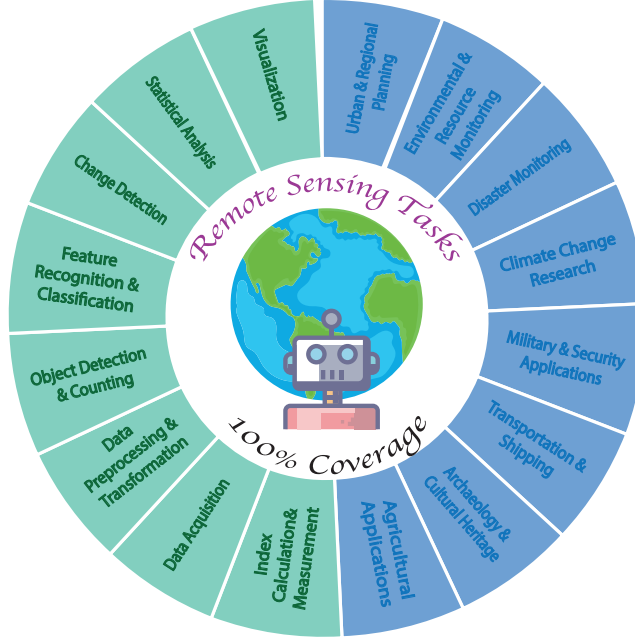 Remote Sensing Tasks
100% Coverage
Urban & Regional
Planning
Environmental &
Resource
Monitoring
Disaster Monitoring
Climate Change
Research
Military & Security
Applications
Transportation &
Shipping
Archaeology &
Cultural Heritage
Agricultural
Applications
Index
Calculation&
Measurement
Data Acquisition
Data
Preprocessing &
Transformation
Object Detection
& Counting
Feature
Recognition &
Classification
Change Detection
Statistical Analysis
Visualization